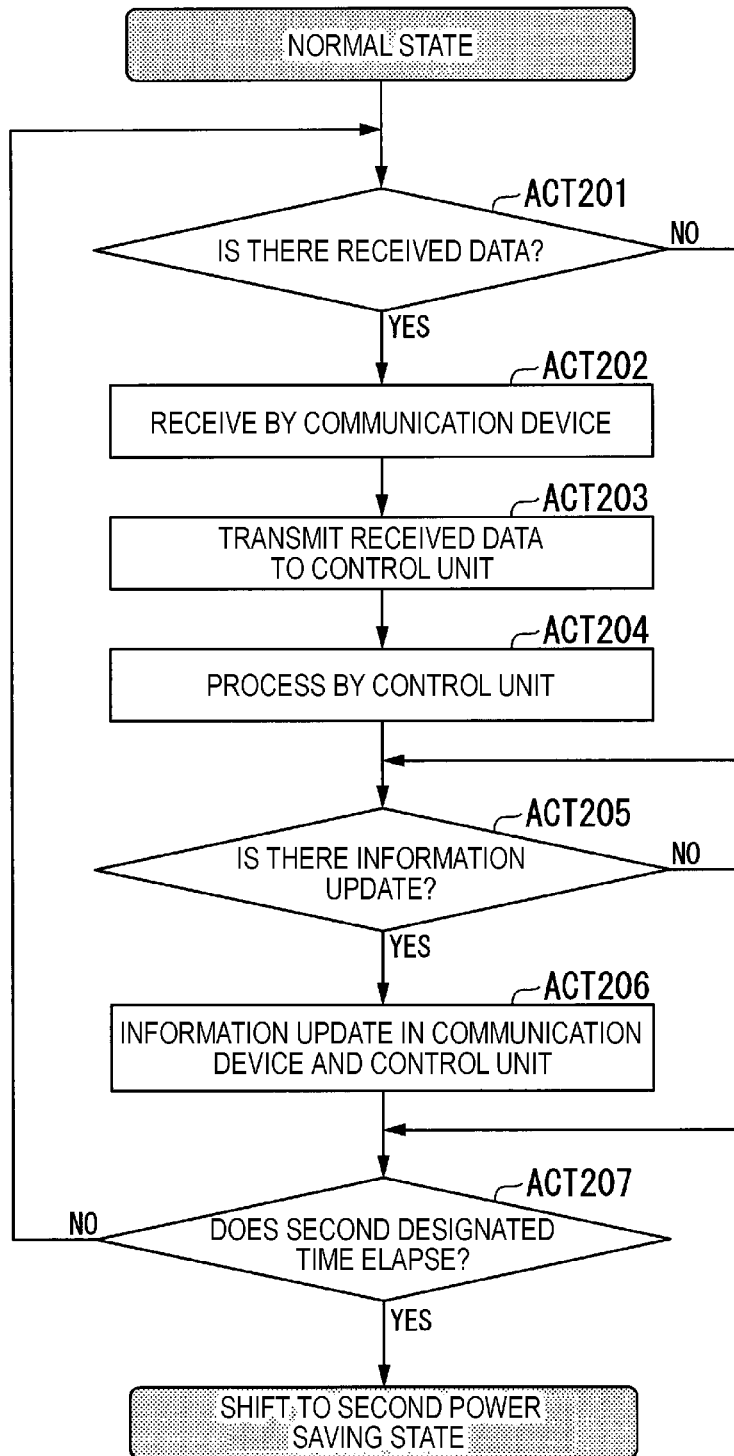 NORMAL STATE
ACT201
IS THERE RECEIVED DATA?
NO
YES
ACT202
RECEIVE BY COMMUNICATION DEVICE
ACT203
TRANSMIT RECEIVED DATA
TO CONTROL UNIT
ACT204
PROCESS BY CONTROL UNIT
ACT205
IS THERE INFORMATION
UPDATE?
NO
YES
ACT206
INFORMATION UPDATE IN COMMUNICATION
DEVICE AND CONTROL UNIT
ACT207
NO
DOES SECOND DESIGNATED
TIME ELAPSE?
YES
SHIFT TO SECOND POWER
SAVING STATE